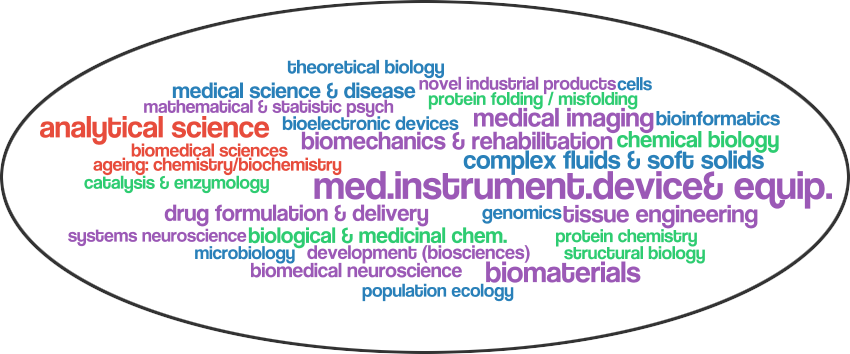 theoretical biology
medical science & disease novel industrial products cells
mathematical & statistic psych protein folding / misfolding
analytical science bioelectronic devices medical imaging bioinformatics
biomedical sciences biomechanics & rehabilitation chemical biology
ageing: chemistry/biochemistry complex fluids & soft solids
catalysis & enzymology med.instrument.device& equip.
drug formulation & delivery genomics tissue engineering
systems neuroscience biological & medicinal chem. protein chemistry
microbiology development (biosciences) structural biology
biomedical neuroscience biomaterials
population ecology